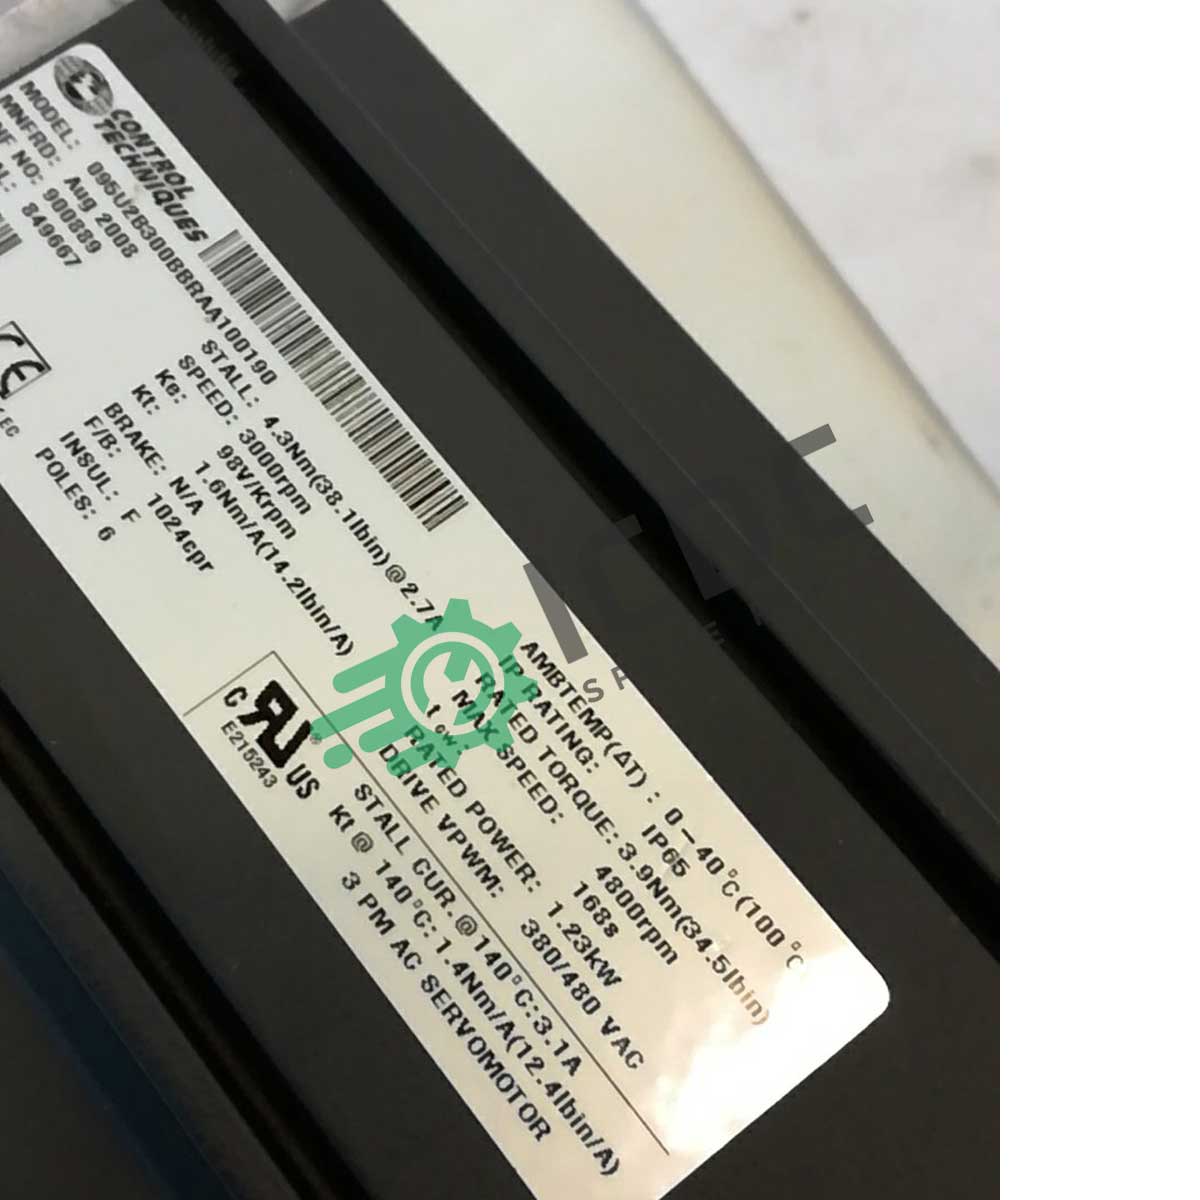 CONTROL
TECHNIQUES
MODEL: 095U2B300BBRAA100190
MNFRD: Aug 2008
NF NO: 900889
AL: 849667
STALL: 4.3Nm(38.1lbin)@2.7A
SPEED: 3000rpm
Ke: 98V/Krpm
Kt: 1.6Nm/A(14.2lbin/A)
BRAKE: N/A
F/B: 1024cpr
INSUL: F
POLES: 6
CE
AMBTEMP(ΔT): 0-40°C(100°C
IP RATING: IP65
RATED TORQUE: 3.9Nm(34.5lbin)
MAX SPEED: 4800rpm
168s
RATED POWER: 1.23kW
DRIVE VPWM: 380/480 VAC
C RU US
E215243
STALL CUR.@140°C: 3.1A
Kt @ 140°C: 1.4Nm/A(12.4lbin/A)
3 PM AC SERVOMOTOR